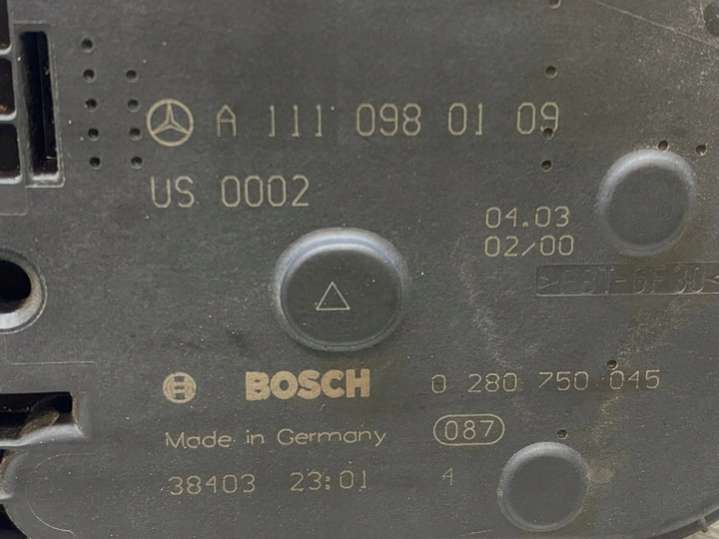 A 111 098 01 09
US 0002
04.03
02/00
BOSCH 0 280 750 045
Made in Germany 087
38403 23:01 4